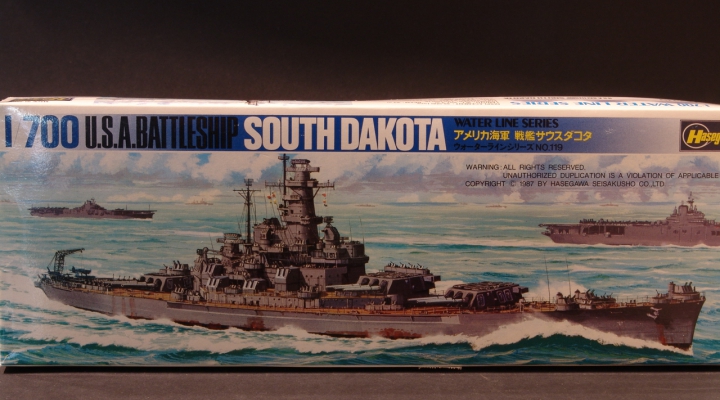 1/700 U.S.A. BATTLESHIP SOUTH DAKOTA
WATER LINE SERIES
アメリカ海軍 戦艦サウスダコタ
ウォーターラインシリーズ NO.119
Haseg
WARNING: ALL RIGHTS RESERVED.
UNAUTHORIZED DUPLICATION IS A VIOLATION OF APPLICABLE
COPYRIGHT © 1987 BY HASEGAWA SEISAKUSHO CO.,LTD.